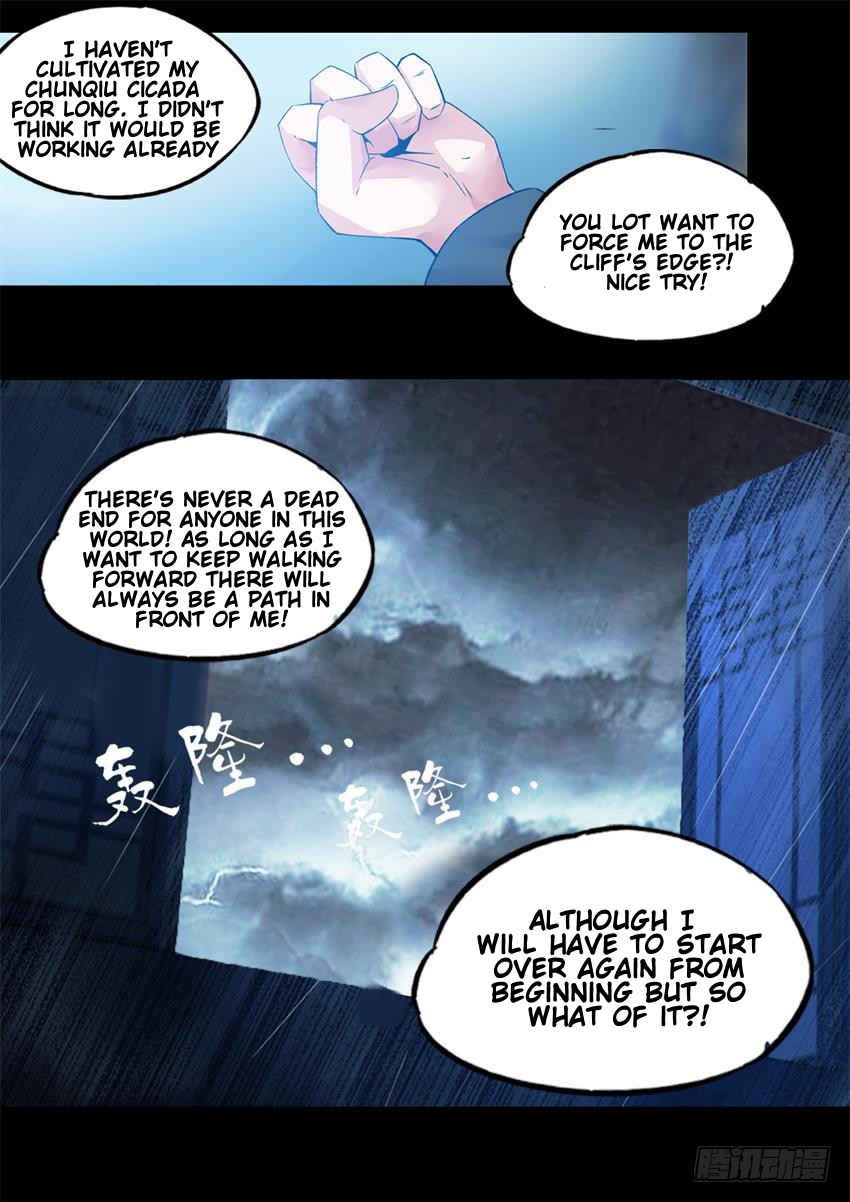 I HAVEN'T
CULTIVATED MY
CHUNQIU CICADA
FOR LONG. I DIDN'T
THINK IT WOULD BE
WORKING ALREADY
YOU LOT WANT TO
FORCE ME TO THE
CLIFF'S EDGE?!
NICE TRY!
THERE'S NEVER A DEAD
END FOR ANYONE IN THIS
WORLD! AS LONG AS I
WANT TO KEEP WALKING
FORWARD THERE WILL
ALWAYS BE A PATH IN
FRONT OF ME!
轰隆...
轰隆...
ALTHOUGH I
WILL HAVE TO START
OVER AGAIN FROM
BEGINNING BUT SO
WHAT OF IT?!
腾讯动漫